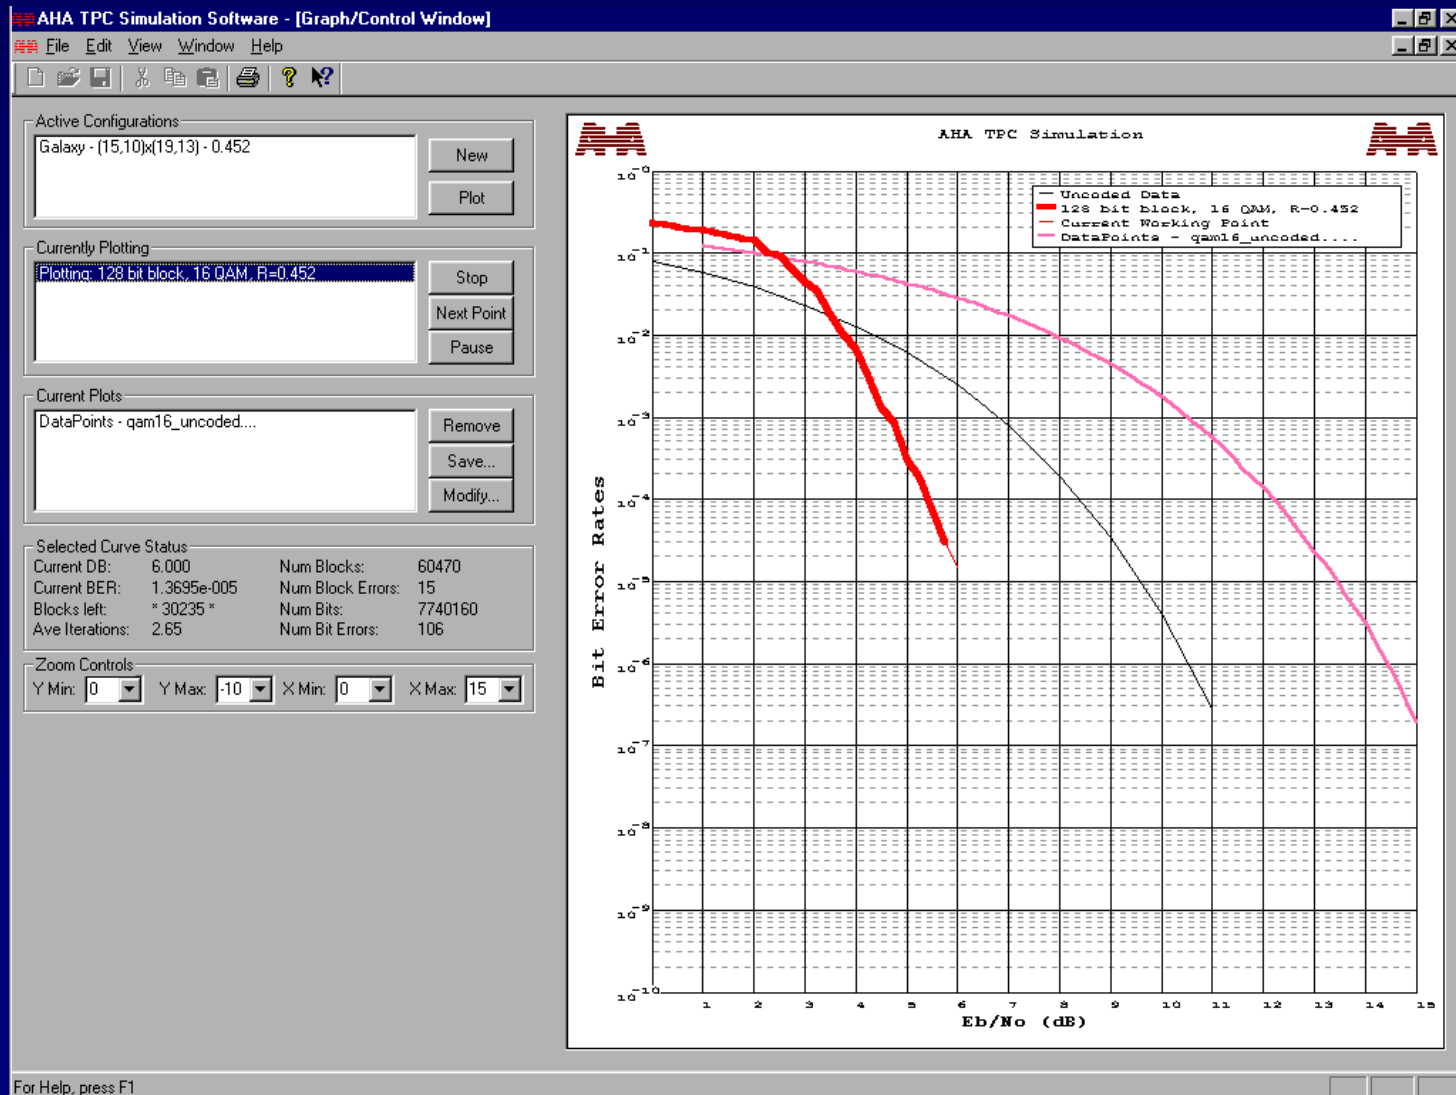 AHA TPC Simulation Software - [Graph/Control Window]
File Edit View Window Help
Active Configurations
Galaxy - (15,10)x(19,13) - 0.452
New
Plot
Currently Plotting
Plotting: 128 bit block, 16 QAM, R=0.452
Stop
Next Point
Pause
Current Plots
DataPoints - qam16_uncoded....
Remove
Save...
Modify...
Selected Curve Status
Current DB: 6.000 Num Blocks: 60470
Current BER: 1.3695e-005 Num Block Errors: 15
Blocks left: * 30235 * Num Bits: 7740160
Ave Iterations: 2.65 Num Bit Errors: 106
Zoom Controls
Y Min: 0 Y Max: -10 X Min: 0 X Max: 15
AHA
AHA TPC Simulation
AHA
Uncoded Data
128 bit block, 16 QAM, R=0.452
Current Working Point
DataPoints - qam16_uncoded....
Bit Error Rates
10^-0
10^-1
10^-2
10^-3
10^-4
10^-5
10^-6
10^-7
10^-8
10^-9
10^-10
1 2 3 4 5 6 7 8 9 10 11 12 13 14 15
Eb/No (dB)
For Help, press F1